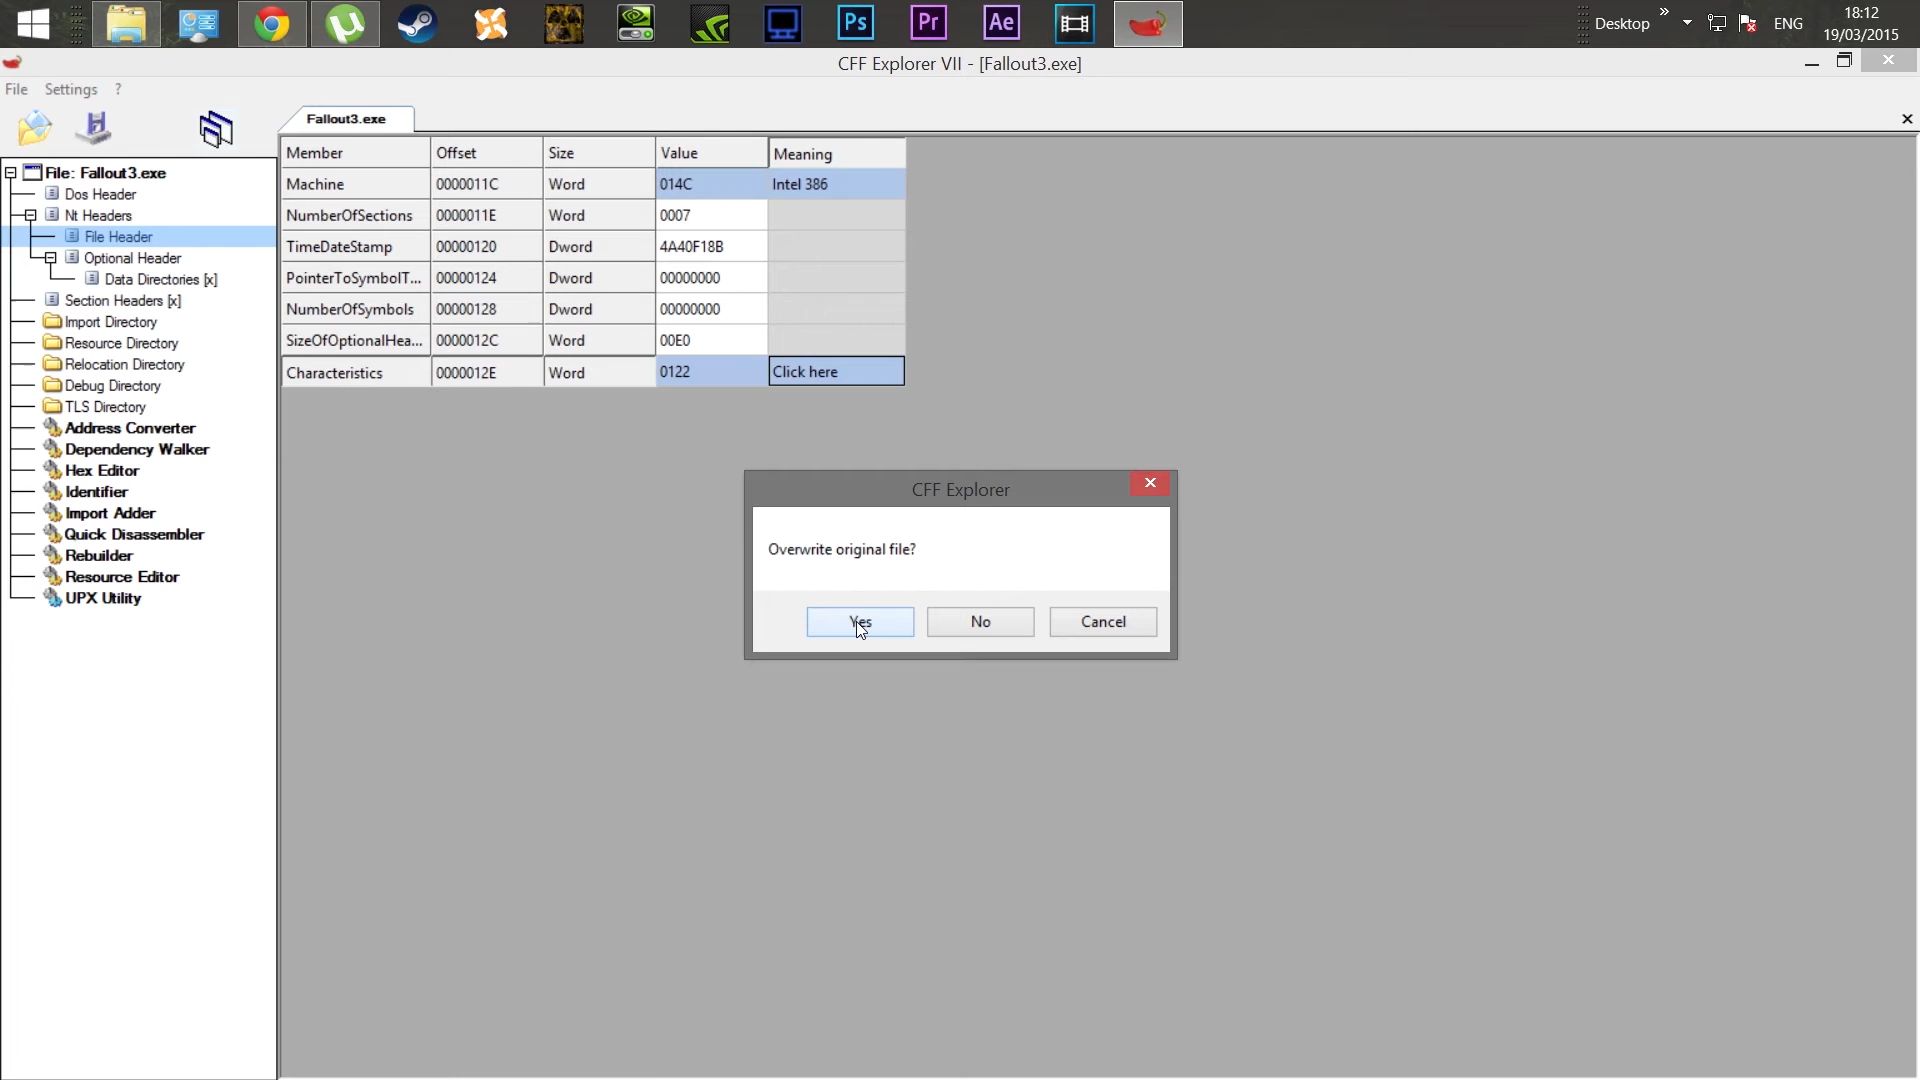 Ps
Pr
Ae
Desktop
»
ENG
18:12
19/03/2015
CFF Explorer VII - [Fallout3.exe]
File Settings ?
Fallout3.exe
File: Fallout3.exe
Dos Header
Nt Headers
File Header
Optional Header
Data Directories [x]
Section Headers [x]
Import Directory
Resource Directory
Relocation Directory
Debug Directory
TLS Directory
Address Converter
Dependency Walker
Hex Editor
Identifier
Import Adder
Quick Disassembler
Rebuilder
Resource Editor
UPX Utility
Member Offset Size Value Meaning
Machine 0000011C Word 014C Intel 386
NumberOfSections 0000011E Word 0007
TimeDateStamp 00000120 Dword 4A40F18B
PointerToSymbolT... 00000124 Dword 00000000
NumberOfSymbols 00000128 Dword 00000000
SizeOfOptionalHea... 0000012C Word 00E0
Characteristics 0000012E Word 0122 Click here
CFF Explorer
Overwrite original file?
Yes No Cancel